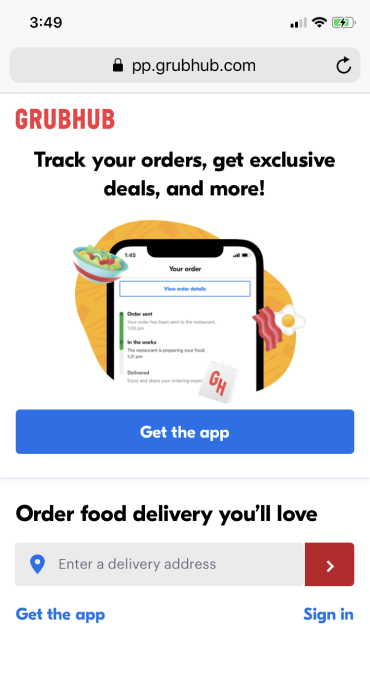 3:49
pp.grubhub.com
GRUBHUB
Track your orders, get exclusive
deals, and more!
1:45
Your order
View order details
Order sent
Your order has been sent to the restaurant.
1:09 pm
In the works
The restaurant is preparing your food.
1:21 pm
Delivered
Enjoy and share your ordering
GH
Get the app
Order food delivery you'll love
Enter a delivery address
Get the app
Sign in